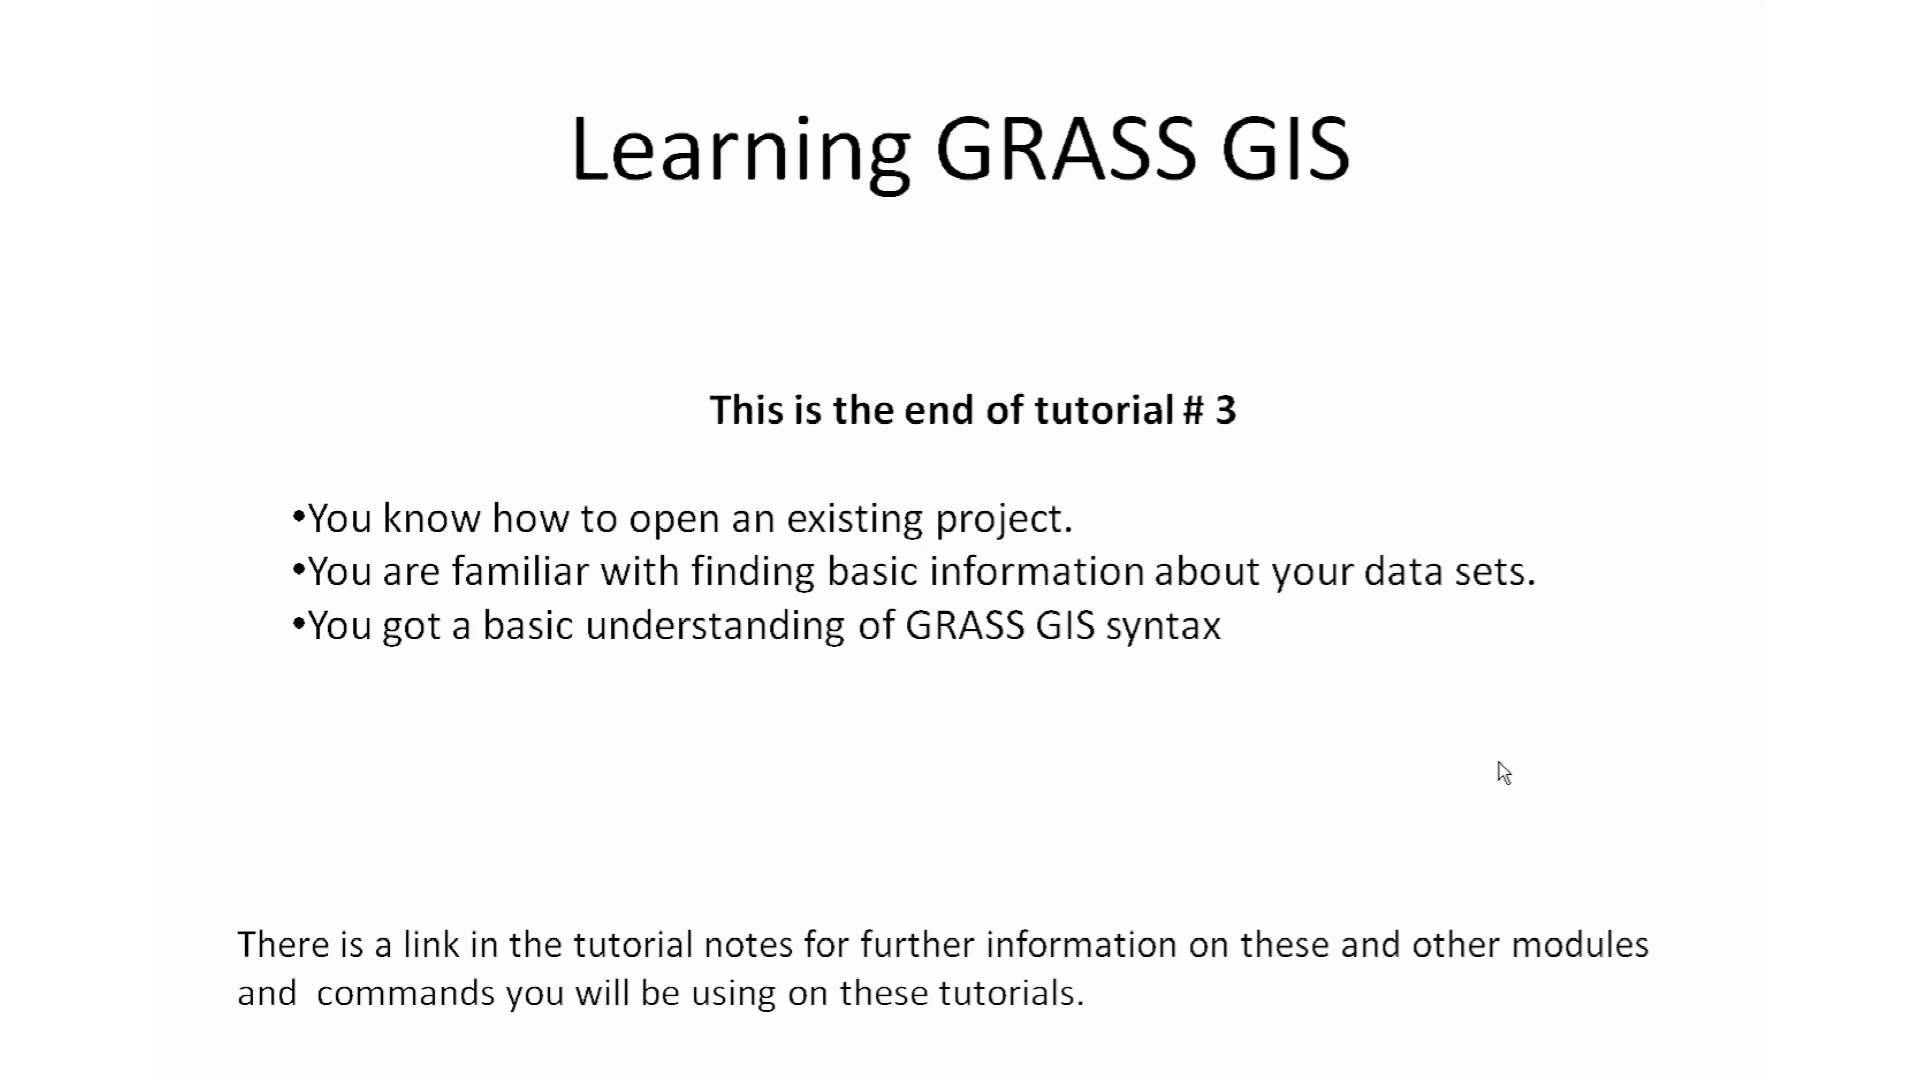 Learning GRASS GIS
This is the end of tutorial # 3
•You know how to open an existing project.
•You are familiar with finding basic information about your data sets.
•You got a basic understanding of GRASS GIS syntax
There is a link in the tutorial notes for further information on these and other modules
and  commands you will be using on these tutorials.